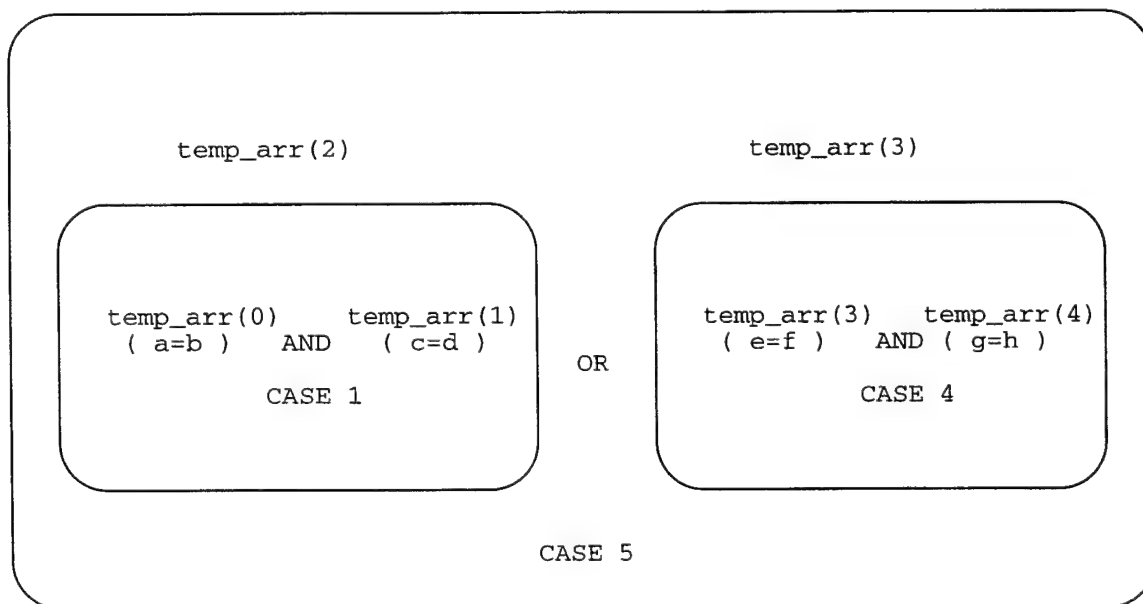 temp_arr(2) temp_arr(3)
temp_arr(0) temp_arr(1)
( a=b ) AND ( c=d )
CASE 1
OR
temp_arr(3) temp_arr(4)
( e=f ) AND ( g=h )
CASE 4
CASE 5